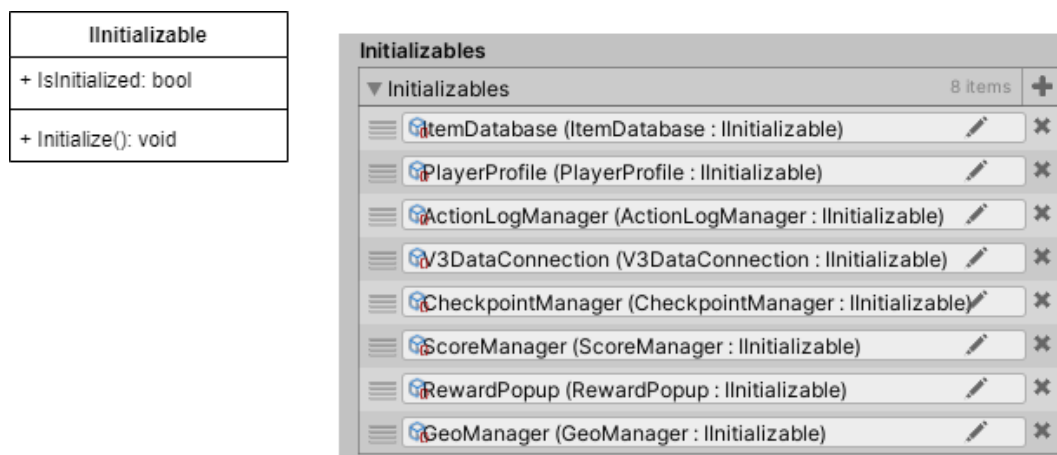 IInitializable
+ IsInitialized: bool
+ Initialize(): void
Initializables
Initializables 8 items
ItemDatabase (ItemDatabase : IInitializable)
PlayerProfile (PlayerProfile : IInitializable)
ActionLogManager (ActionLogManager : IInitializable)
V3DataConnection (V3DataConnection : IInitializable)
CheckpointManager (CheckpointManager : IInitializable)
ScoreManager (ScoreManager : IInitializable)
RewardPopup (RewardPopup : IInitializable)
GeoManager (GeoManager : IInitializable)